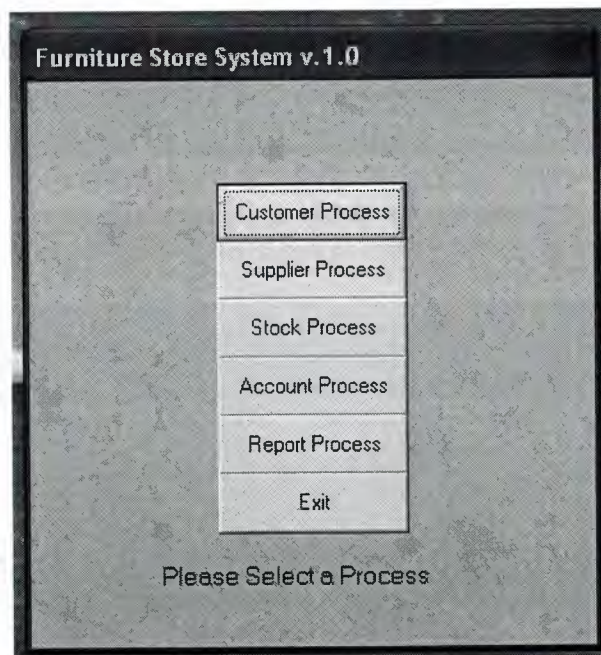 Furniture Store System v.1.0
Customer Process
Supplier Process
Stock Process
Account Process
Report Process
Exit
Please Select a Process